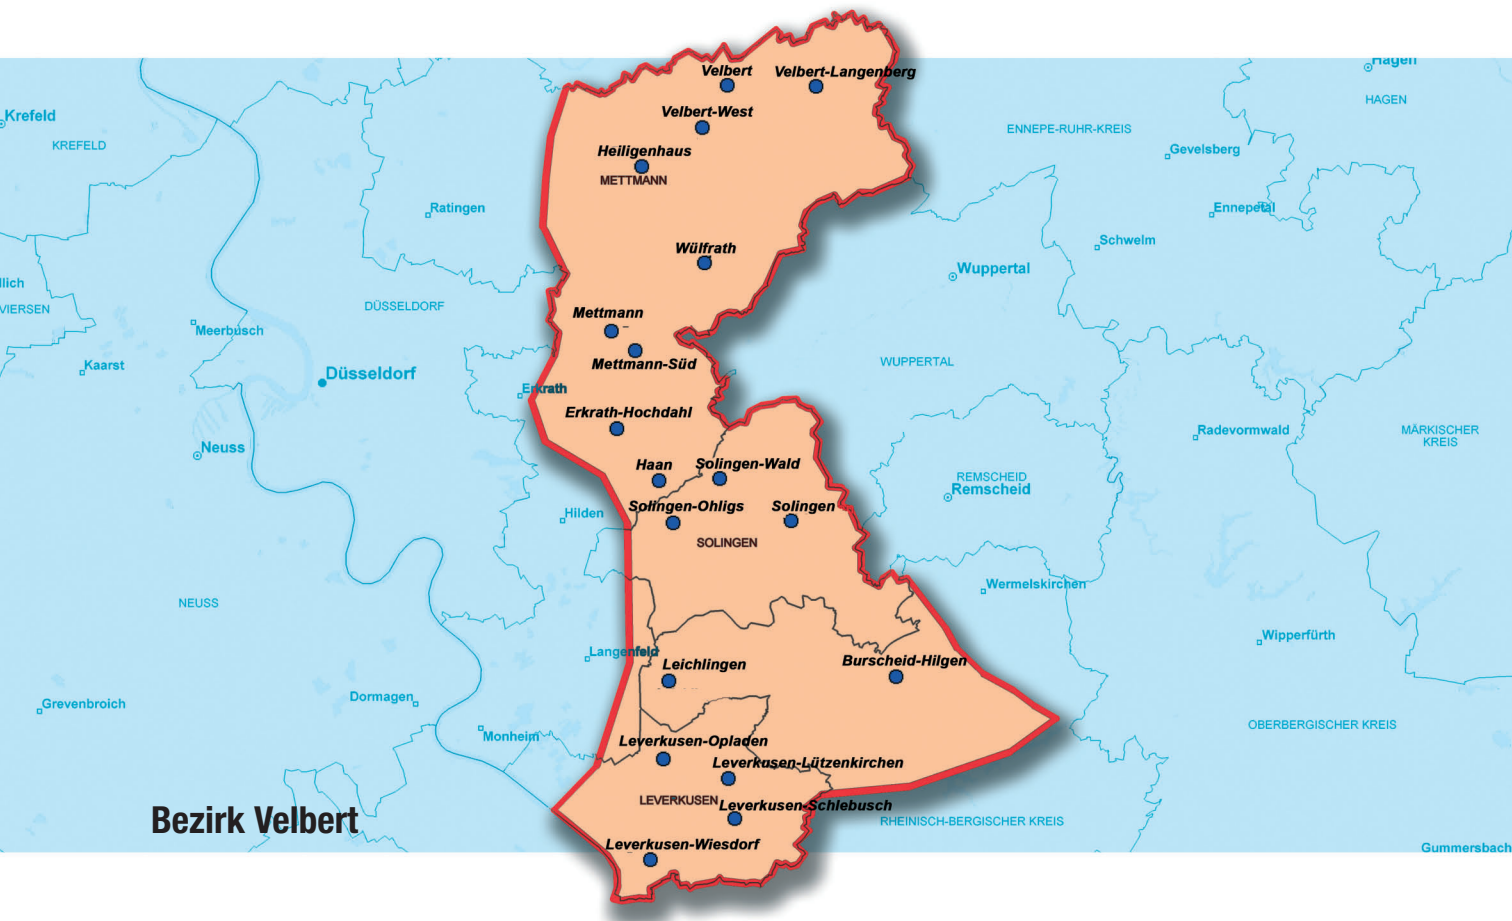 Velbert
Velbert-Langenberg
Hagen
HAGEN
Krefeld
KREFELD
Velbert-West
ENNEPE-RUHR-KREIS
Gevelsberg
Heiligenhaus
METTMANN
Ratingen
Ennepetal
Schwelm
Wülfrath
Wuppertal
llich
VIERSEN
DÜSSELDORF
Mettmann
Meerbusch
Kaarst
Mettmann-Süd
WUPPERTAL
Düsseldorf
Erkrath
Erkrath-Hochdahl
Radevormwald
MÄRKISCHER
KREIS
Neuss
Haan
Solingen-Wald
REMSCHEID
Remscheid
Solingen-Ohligs
Solingen
Hilden
SOLINGEN
Wermelskirchen
NEUSS
Wipperfürth
Langenfeld
Leichlingen
Burscheid-Hilgen
Dormagen
Grevenbroich
OBERBERGISCHER KREIS
Monheim
Leverkusen-Opladen
Leverkusen-Lützenkirchen
LEVERKUSEN
Leverkusen-Schlebusch
Bezirk Velbert
RHEINISCH-BERGISCHER KREIS
Leverkusen-Wiesdorf
Gummersbach